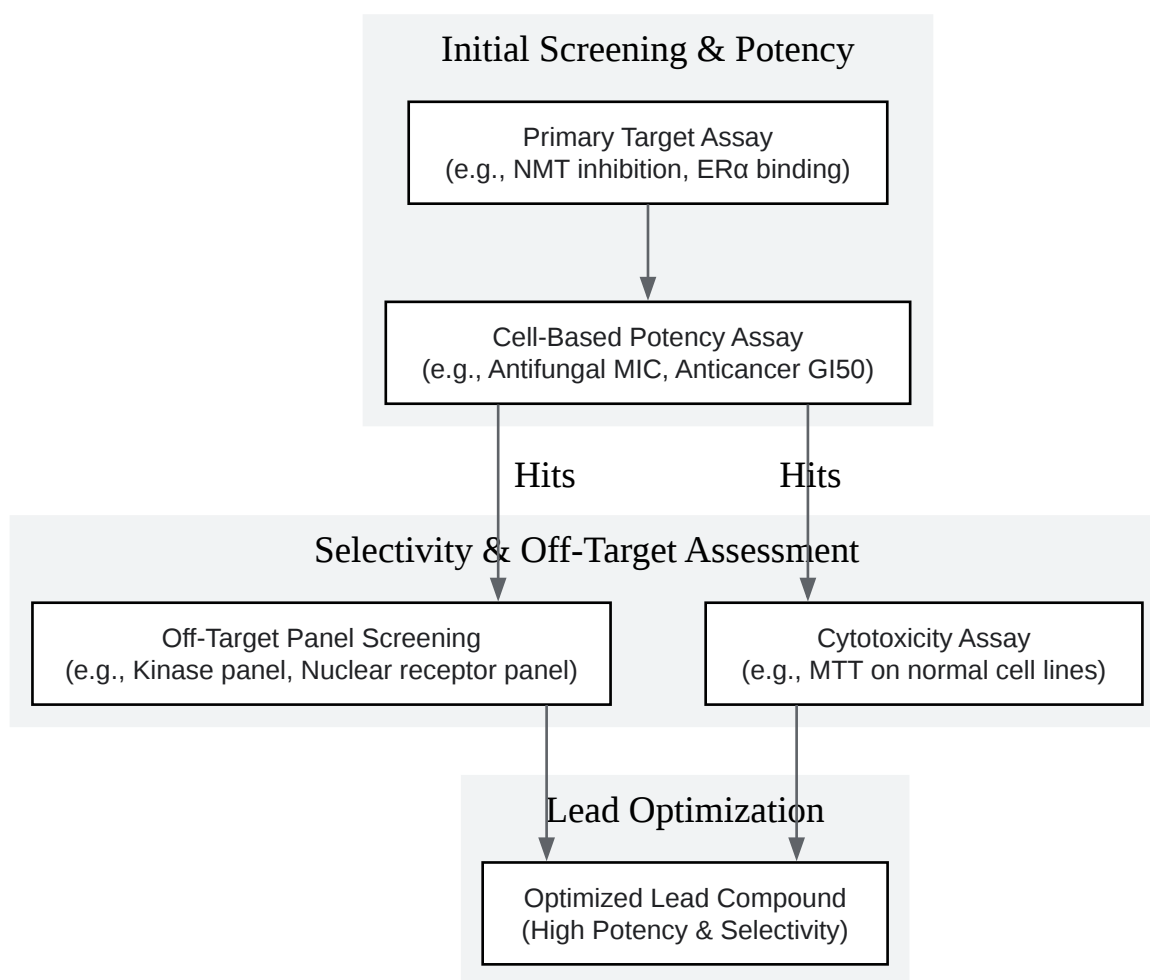 Initial Screening & Potency
Primary Target Assay
(e.g., NMT inhibition, ERα binding)
Cell-Based Potency Assay
(e.g., Antifungal MIC, Anticancer GI50)
Hits
Hits
Selectivity & Off-Target Assessment
Off-Target Panel Screening
(e.g., Kinase panel, Nuclear receptor panel)
Cytotoxicity Assay
(e.g., MTT on normal cell lines)
Lead Optimization
Optimized Lead Compound
(High Potency & Selectivity)